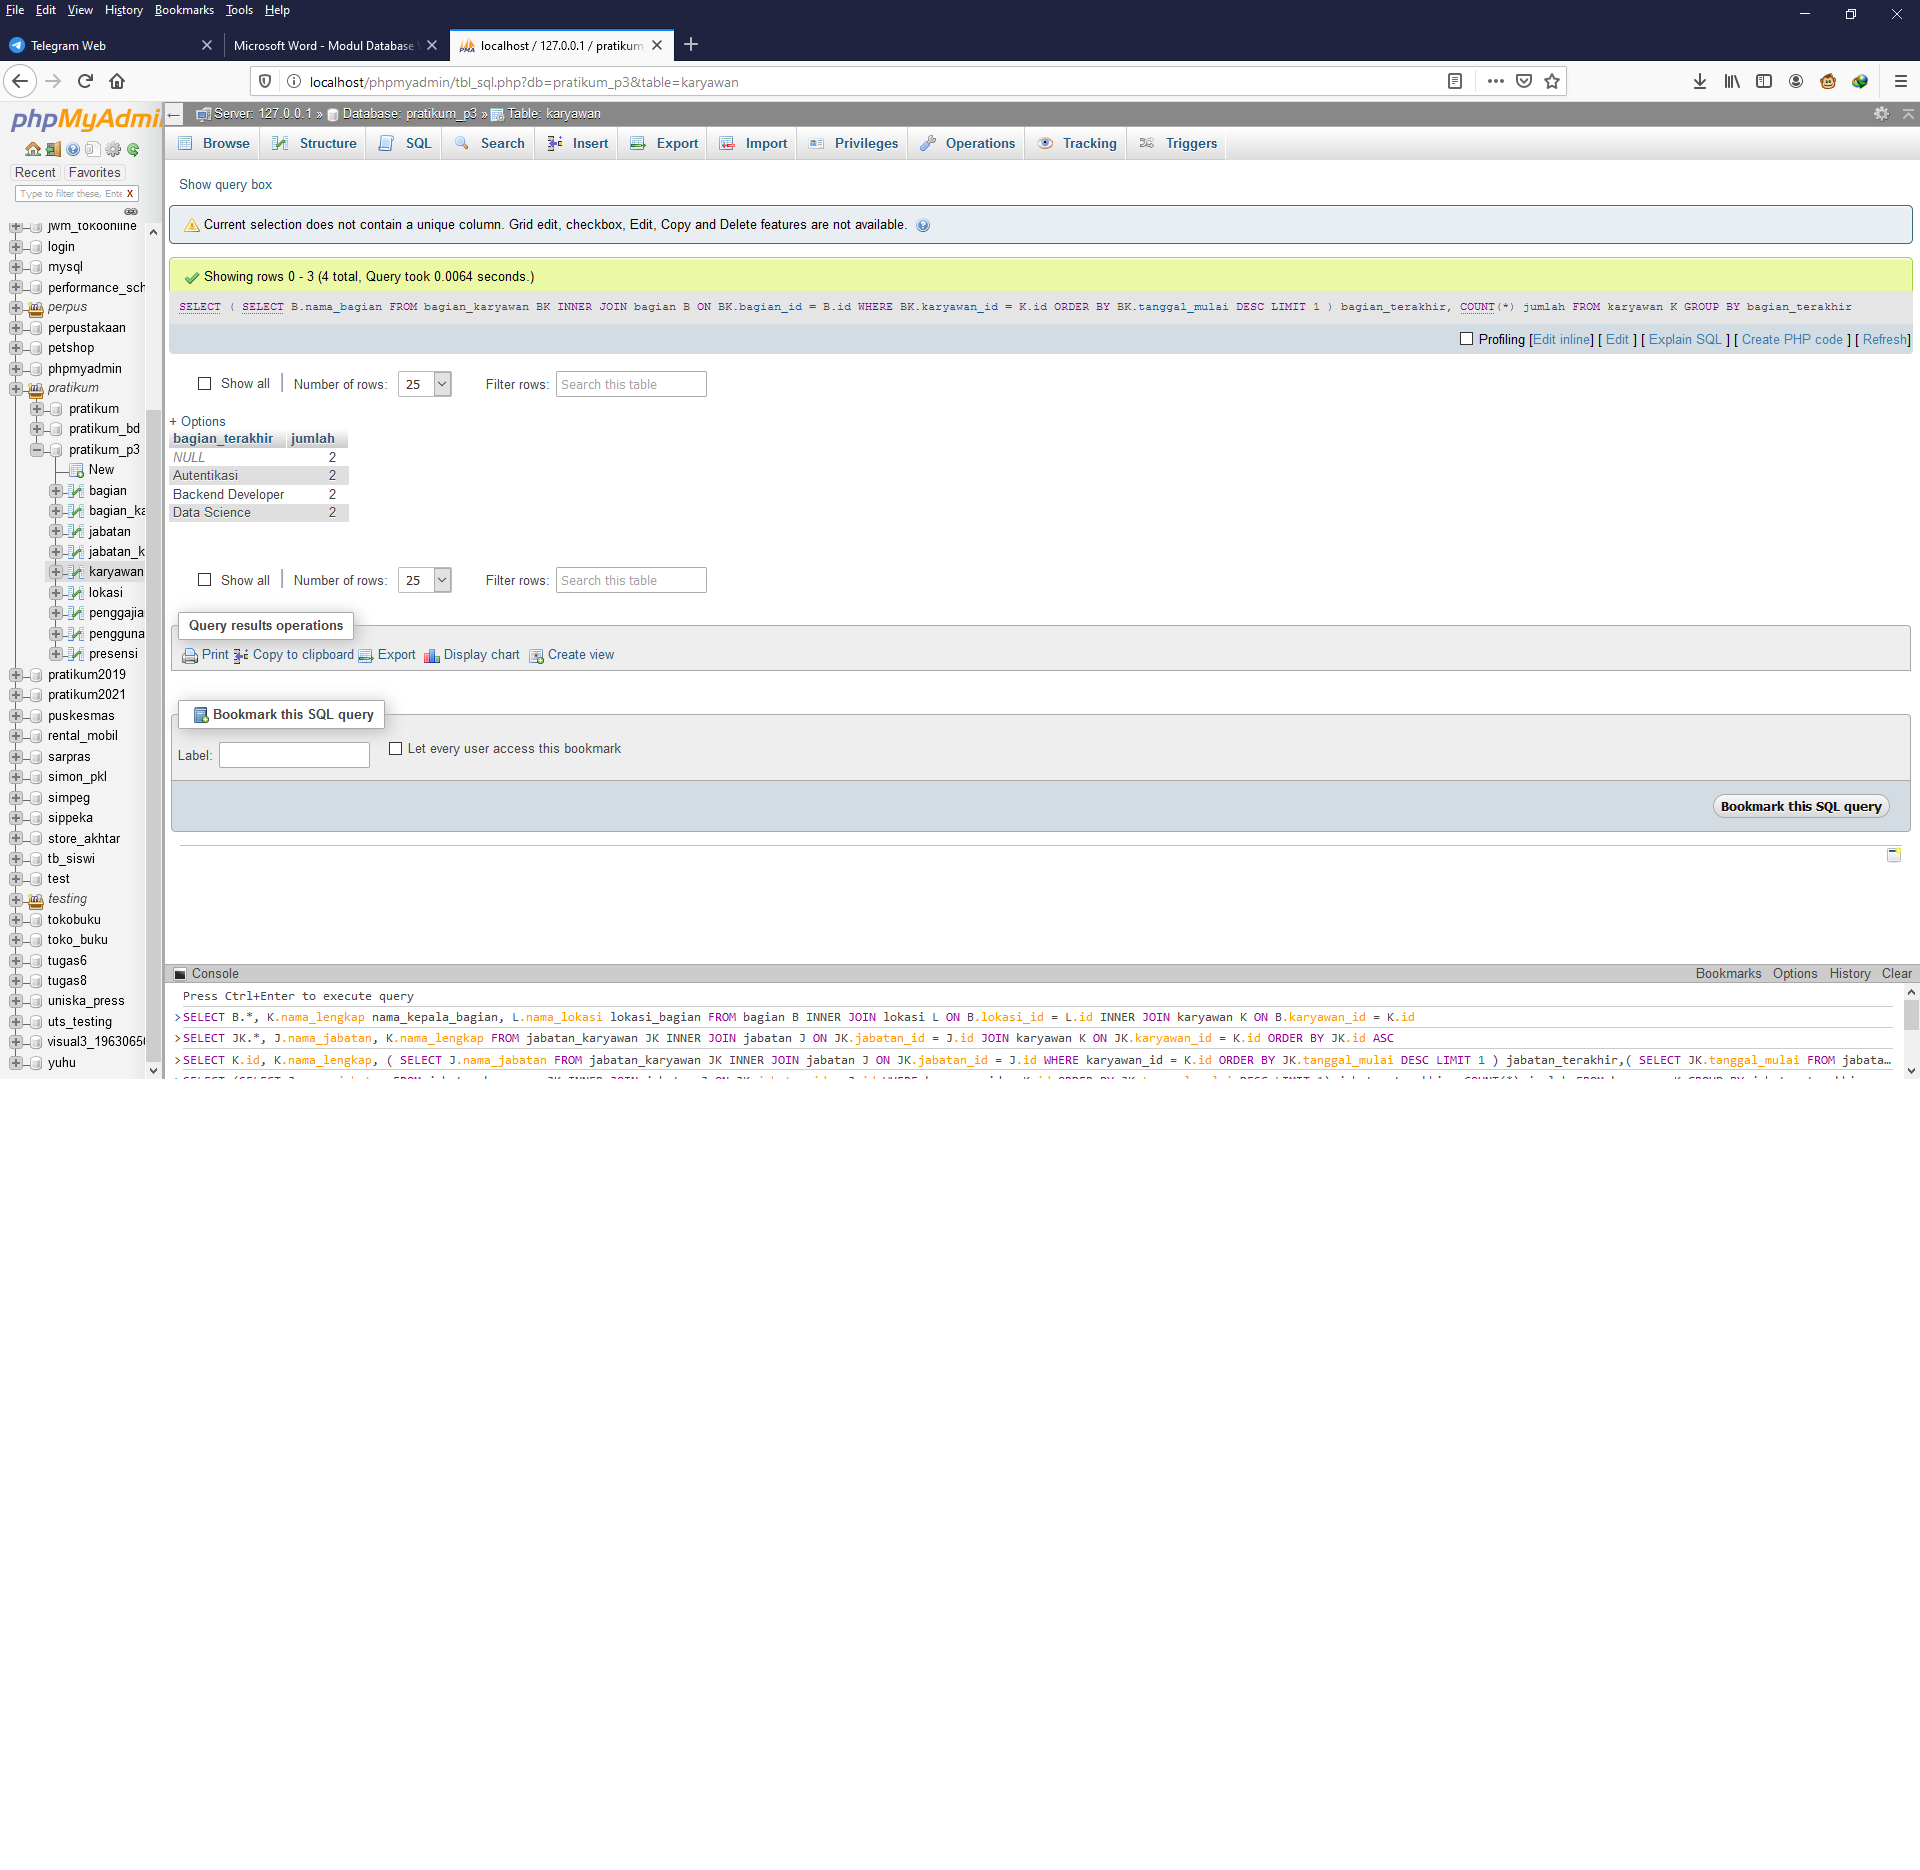 File Edit View History Bookmarks Tools Help
Telegram Web
Microsoft Word - Modul Database
localhost / 127.0.0.1 / pratikum_
localhost/phpmyadmin/tbl_sql.php?db=pratikum_p3&table=karyawan
phpMyAdmi
Recent Favorites
Type to filter these, Ente X
jwm_tokoonline
login
mysql
performance_sch
perpus
perpustakaan
petshop
phpmyadmin
pratikum
pratikum
pratikum_bd
pratikum_p3
New
bagian
bagian_ka
jabatan
jabatan_k
karyawan
lokasi
penggajia
pengguna
presensi
pratikum2019
pratikum2021
puskesmas
rental_mobil
sarpras
simon_pkl
simpeg
sippeka
store_akhtar
tb_siswi
test
testing
tokobuku
toko_buku
tugas6
tugas8
uniska_press
uts_testing
visual3_19630650
yuhu
Server: 127.0.0.1 » Database: pratikum_p3 » Table: karyawan
Browse Structure SQL Search Insert Export Import Privileges Operations Tracking Triggers
Show query box
Current selection does not contain a unique column. Grid edit, checkbox, Edit, Copy and Delete features are not available.
Showing rows 0 - 3 (4 total, Query took 0.0064 seconds.)
SELECT ( SELECT B.nama_bagian FROM bagian_karyawan BK INNER JOIN bagian B ON BK.bagian_id = B.id WHERE BK.karyawan_id = K.id ORDER BY BK.tanggal_mulai DESC LIMIT 1 ) bagian_terakhir, COUNT(*) jumlah FROM karyawan K GROUP BY bagian_terakhir
Profiling [Edit inline] [ Edit ] [ Explain SQL ] [ Create PHP code ] [ Refresh]
Show all Number of rows: 25 Filter rows: Search this table
+ Options
bagian_terakhir jumlah
NULL 2
Autentikasi 2
Backend Developer 2
Data Science 2
Show all Number of rows: 25 Filter rows: Search this table
Query results operations
Print Copy to clipboard Export Display chart Create view
Bookmark this SQL query
Label: Let every user access this bookmark
Bookmark this SQL query
Console Bookmarks Options History Clear
Press Ctrl+Enter to execute query
>SELECT B.*, K.nama_lengkap nama_kepala_bagian, L.nama_lokasi lokasi_bagian FROM bagian B INNER JOIN lokasi L ON B.lokasi_id = L.id INNER JOIN karyawan K ON B.karyawan_id = K.id
>SELECT JK.*, J.nama_jabatan, K.nama_lengkap FROM jabatan_karyawan JK INNER JOIN jabatan J ON JK.jabatan_id = J.id JOIN karyawan K ON JK.karyawan_id = K.id ORDER BY JK.id ASC
>SELECT K.id, K.nama_lengkap, ( SELECT J.nama_jabatan FROM jabatan_karyawan JK INNER JOIN jabatan J ON JK.jabatan_id = J.id WHERE karyawan_id = K.id ORDER BY JK.tanggal_mulai DESC LIMIT 1 ) jabatan_terakhir,( SELECT JK.tanggal_mulai FROM jabata…